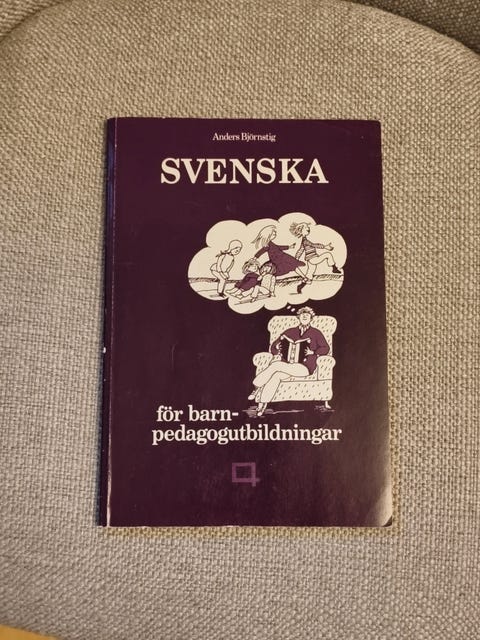 Anders Björnstig
SVENSKA
för barn-
pedagogutbildningar